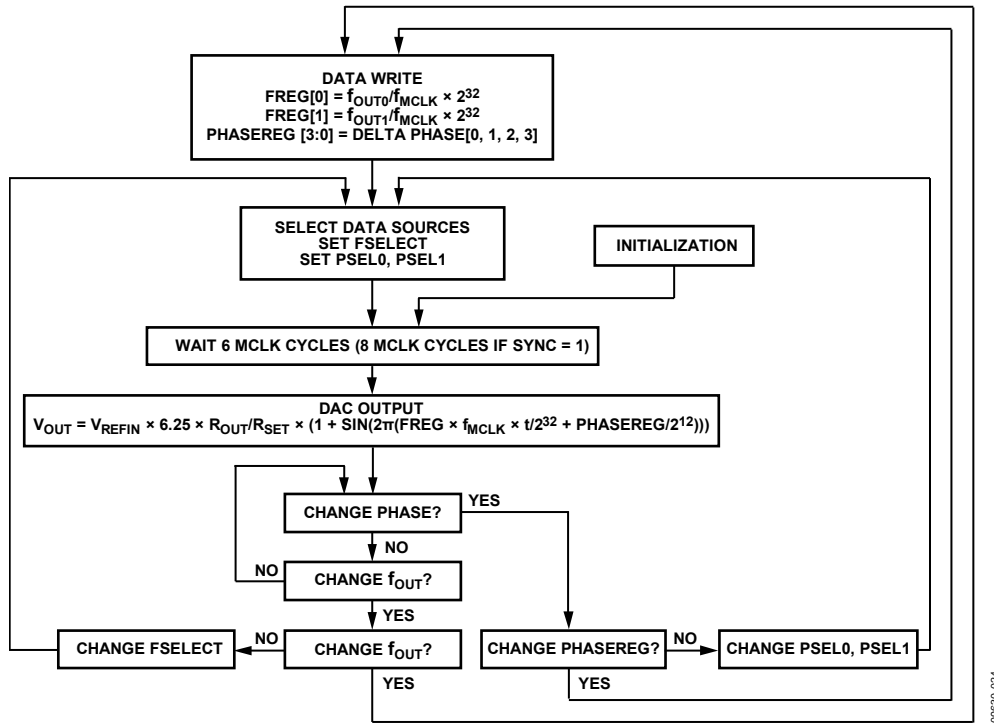 DATA WRITE
FREG[0] = fOUT0/fMCLK × 2^32
FREG[1] = fOUT1/fMCLK × 2^32
PHASEREG [3:0] = DELTA PHASE[0, 1, 2, 3]
SELECT DATA SOURCES
SET FSELECT
SET PSEL0, PSEL1
INITIALIZATION
WAIT 6 MCLK CYCLES (8 MCLK CYCLES IF SYNC = 1)
DAC OUTPUT
VOUT = VREFIN × 6.25 × ROUT/RSET × (1 + SIN(2π(FREG × fMCLK × t/2^32 + PHASEREG/2^12)))
CHANGE PHASE?
YES
NO
NO
CHANGE fOUT?
YES
CHANGE FSELECT
NO
CHANGE fOUT?
YES
CHANGE PHASEREG?
NO
CHANGE PSEL0, PSEL1
YES